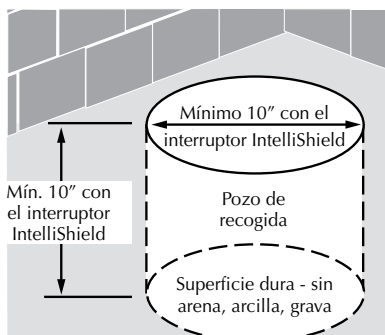 Mínimo 10” con el
interruptor IntelliShield
Mín. 10” con
el interruptor
IntelliShield
Pozo de
recogida
Superficie dura - sin
arena, arcilla, grava